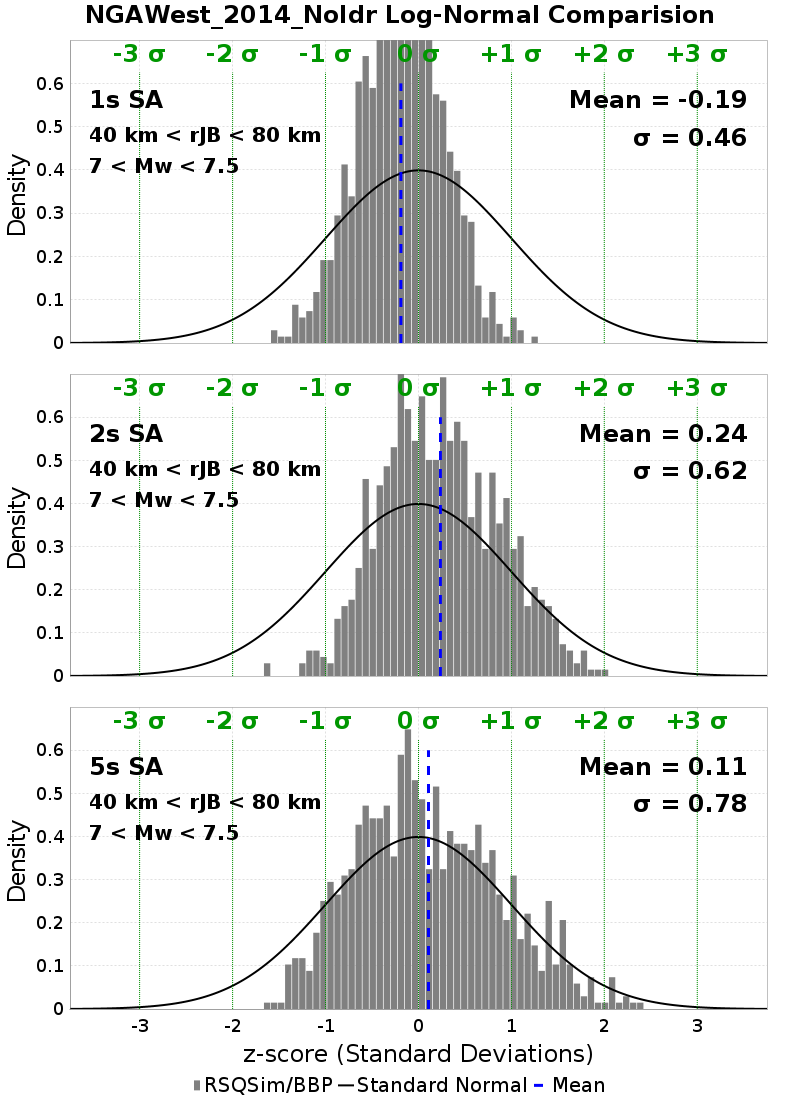 NGAWest_2014_NoIdr Log-Normal Comparision
-3 σ -2 σ -1 σ 0 σ +1 σ +2 σ +3 σ
1s SA
Mean = -0.19
40 km < rJB < 80 km
σ = 0.46
7 < Mw < 7.5
Density
0.6
0.5
0.4
0.3
0.2
0.1
0
-3 σ -2 σ -1 σ 0 σ +1 σ +2 σ +3 σ
2s SA
Mean = 0.24
40 km < rJB < 80 km
σ = 0.62
7 < Mw < 7.5
Density
0.6
0.5
0.4
0.3
0.2
0.1
0
-3 σ -2 σ -1 σ 0 σ +1 σ +2 σ +3 σ
5s SA
Mean = 0.11
40 km < rJB < 80 km
σ = 0.78
7 < Mw < 7.5
Density
0.6
0.5
0.4
0.3
0.2
0.1
0
-3 -2 -1 0 1 2 3
z-score (Standard Deviations)
RSQSim/BBP Standard Normal Mean